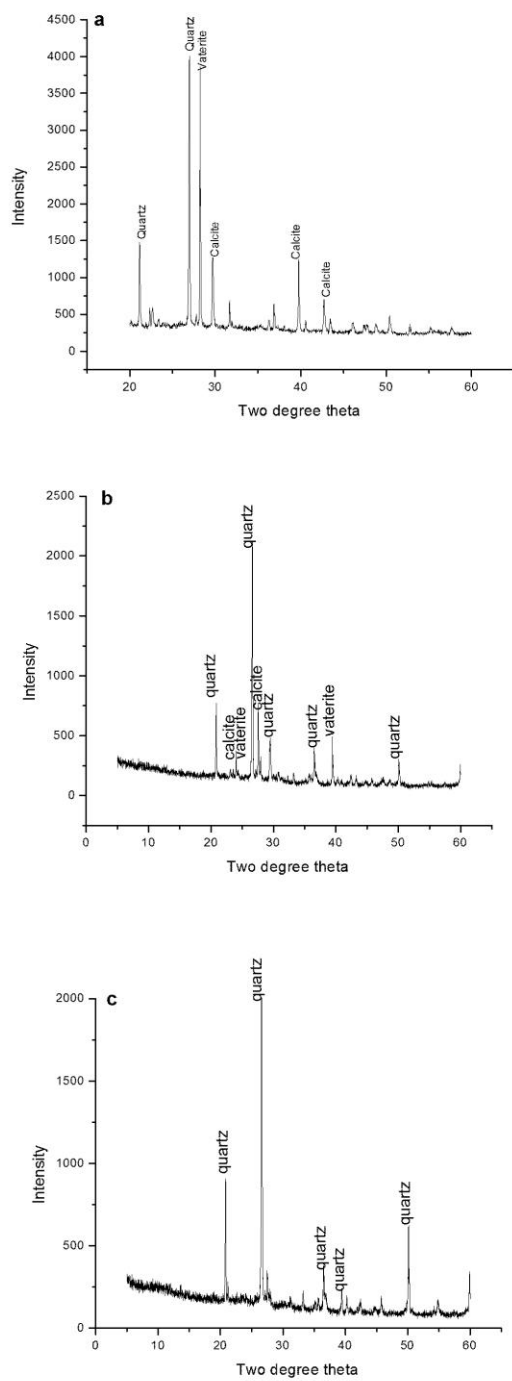 a
4500
4000
3500
3000
2500
2000
1500
1000
500
0
Intensity
Quartz
Quartz
Vaterite
Calcite
Calcite
Calcite
20
30
40
50
60
Two degree theta
b
2500
2000
1500
1000
500
0
Intensity
quartz
quartz
calcite
vaterite
calcite
quartz
quartz
vaterite
quartz
0
10
20
30
40
50
60
Two degree theta
c
2000
1500
1000
500
0
Intensity
quartz
quartz
quartz
quartz
quartz
0
10
20
30
40
50
60
Two degree theta